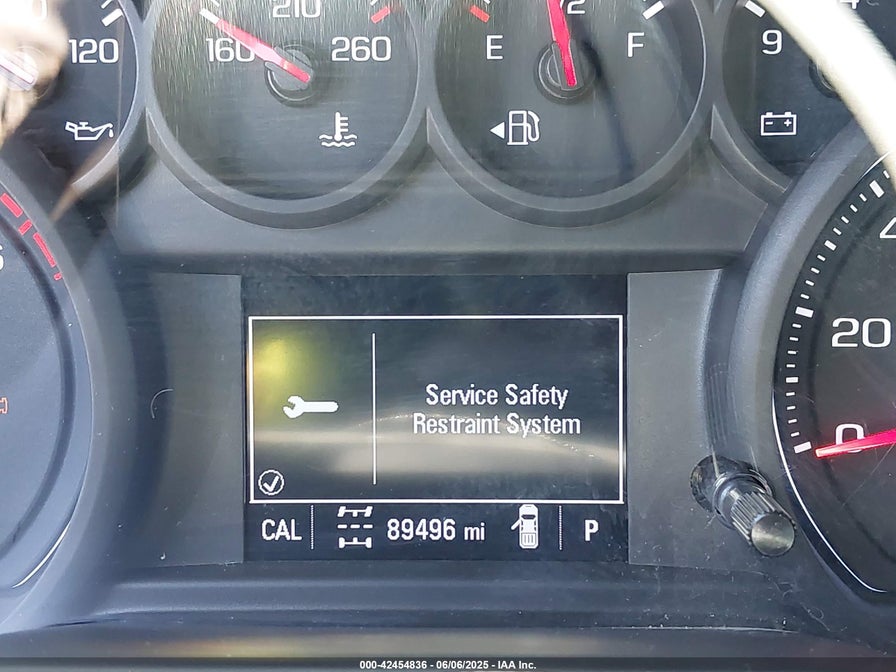 120
160
210
260
E
F
9
Service Safety
Restraint System
20
0
CAL
89496 mi
P
000-42454836 - 06/06/2025 - IAA Inc.